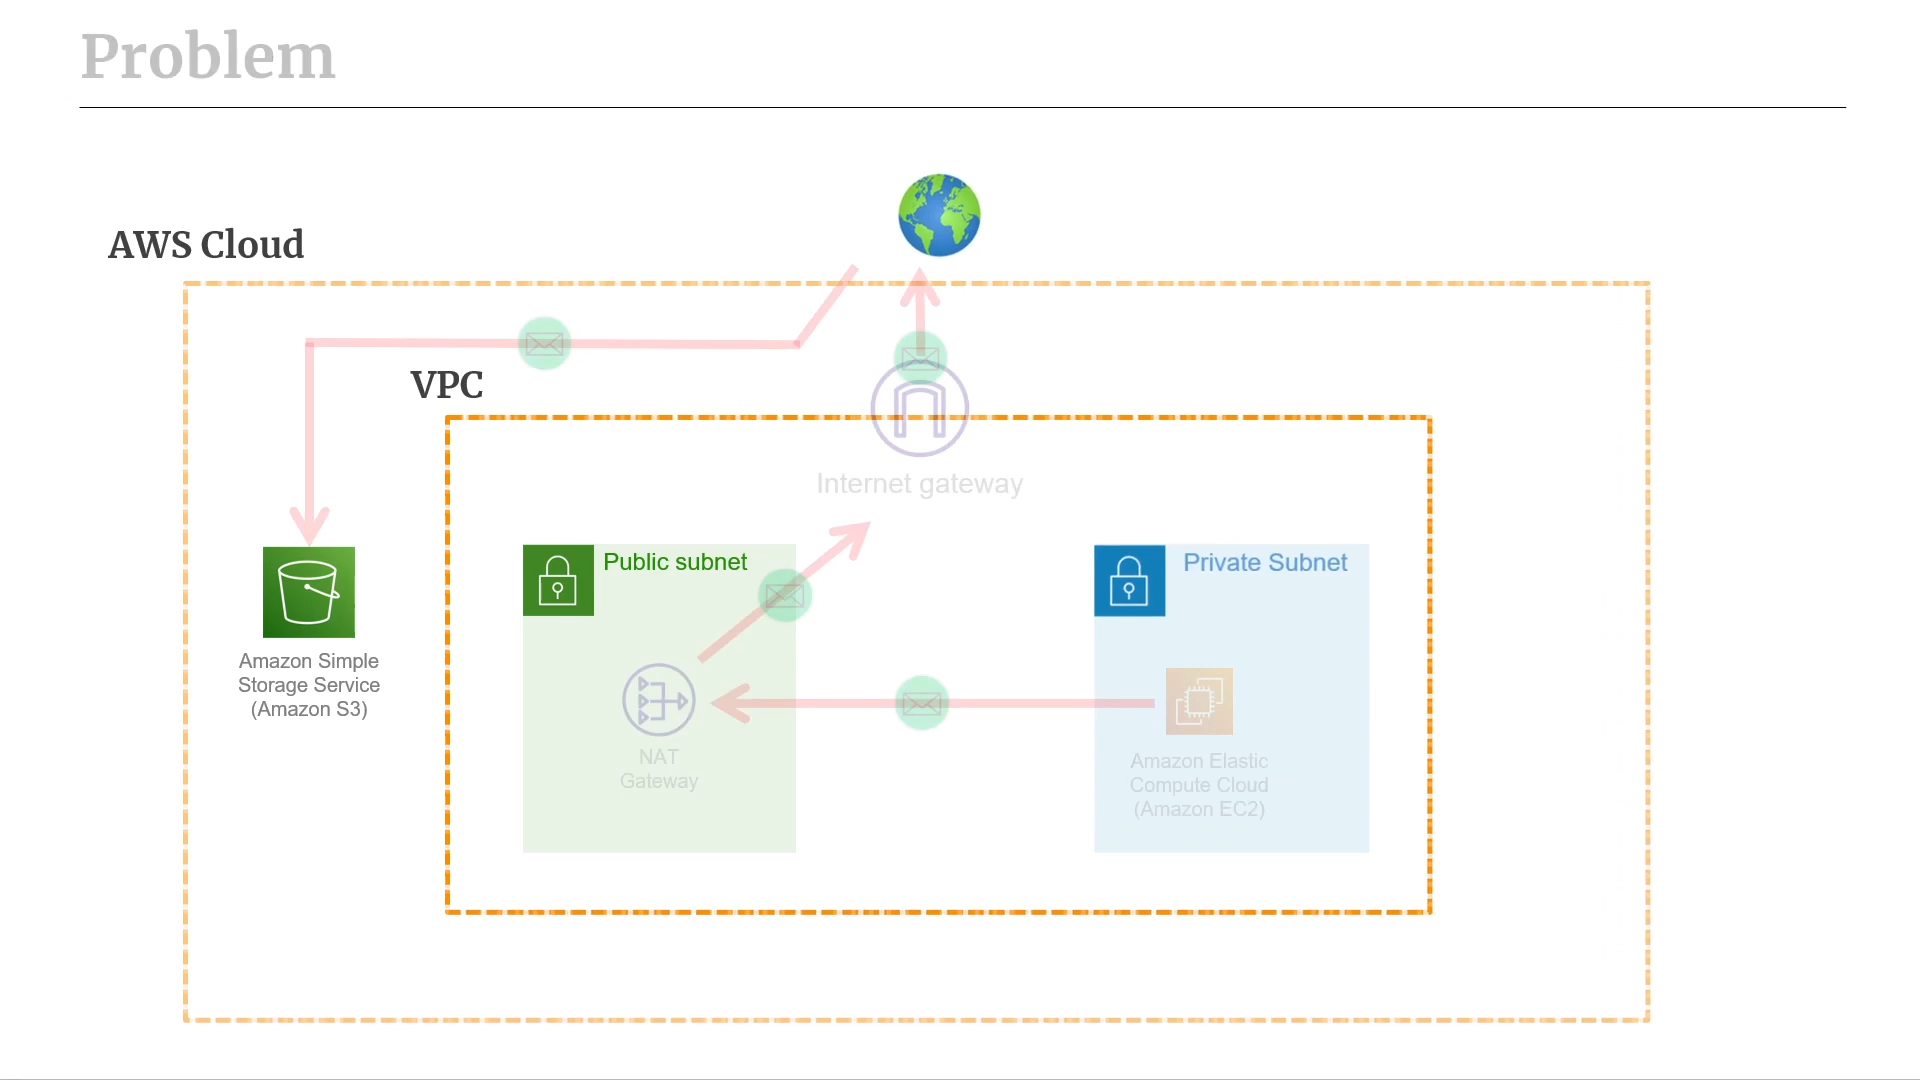 Problem
AWS Cloud
VPC
Internet gateway
Public subnet
Private Subnet
Amazon Simple
Storage Service
(Amazon S3)
NAT
Gateway
Amazon Elastic
Compute Cloud
(Amazon EC2)